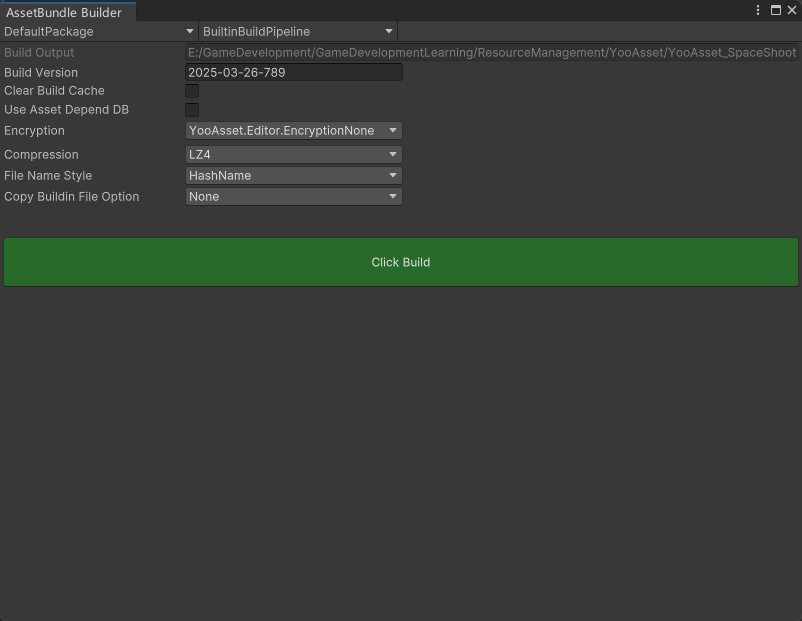 AssetBundle Builder
DefaultPackage BuiltinBuildPipeline
Build Output E:/GameDevelopment/GameDevelopmentLearning/ResourceManagement/YooAsset/YooAsset_SpaceShoot
Build Version 2025-03-26-789
Clear Build Cache
Use Asset Depend DB
Encryption YooAsset.Editor.EncryptionNone
Compression LZ4
File Name Style HashName
Copy Buildin File Option None
Click Build